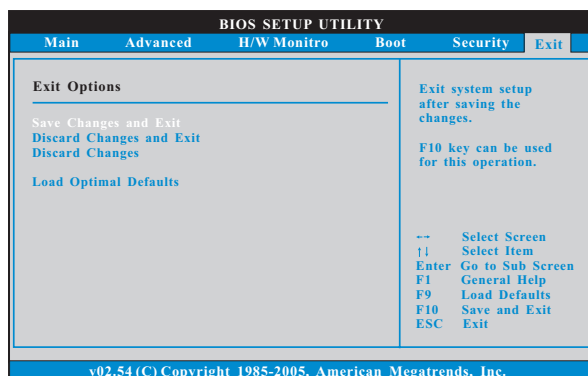 BIOS SETUP UTILITY
Main Advanced H/W Monitro Boot Security Exit
Exit Options
Save Changes and Exit
Discard Changes and Exit
Discard Changes
Load Optimal Defaults
Exit system setup
after saving the
changes.
F10 key can be used
for this operation.
←→ Select Screen
↑↓ Select Item
Enter Go to Sub Screen
F1 General Help
F9 Load Defaults
F10 Save and Exit
ESC Exit
v02.54 (C) Copyright 1985-2005, American Megatrends, Inc.